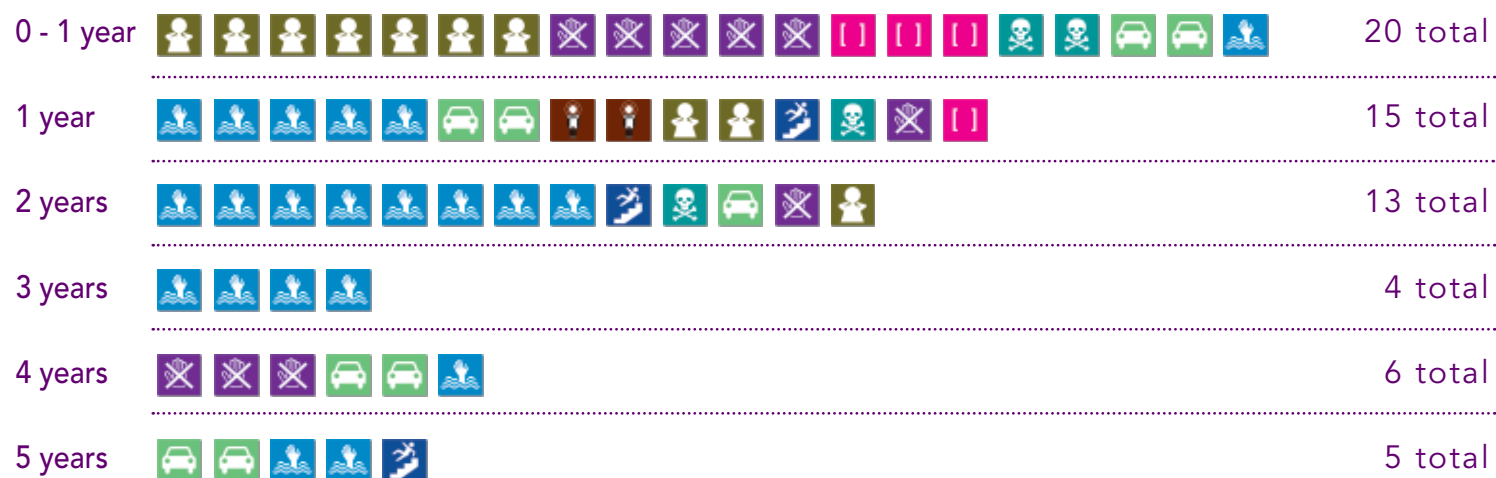 0 - 1 year [ ] [ ] [ ] 20 total
1 year [ ] 15 total
2 years 13 total
3 years 4 total
4 years 6 total
5 years 5 total